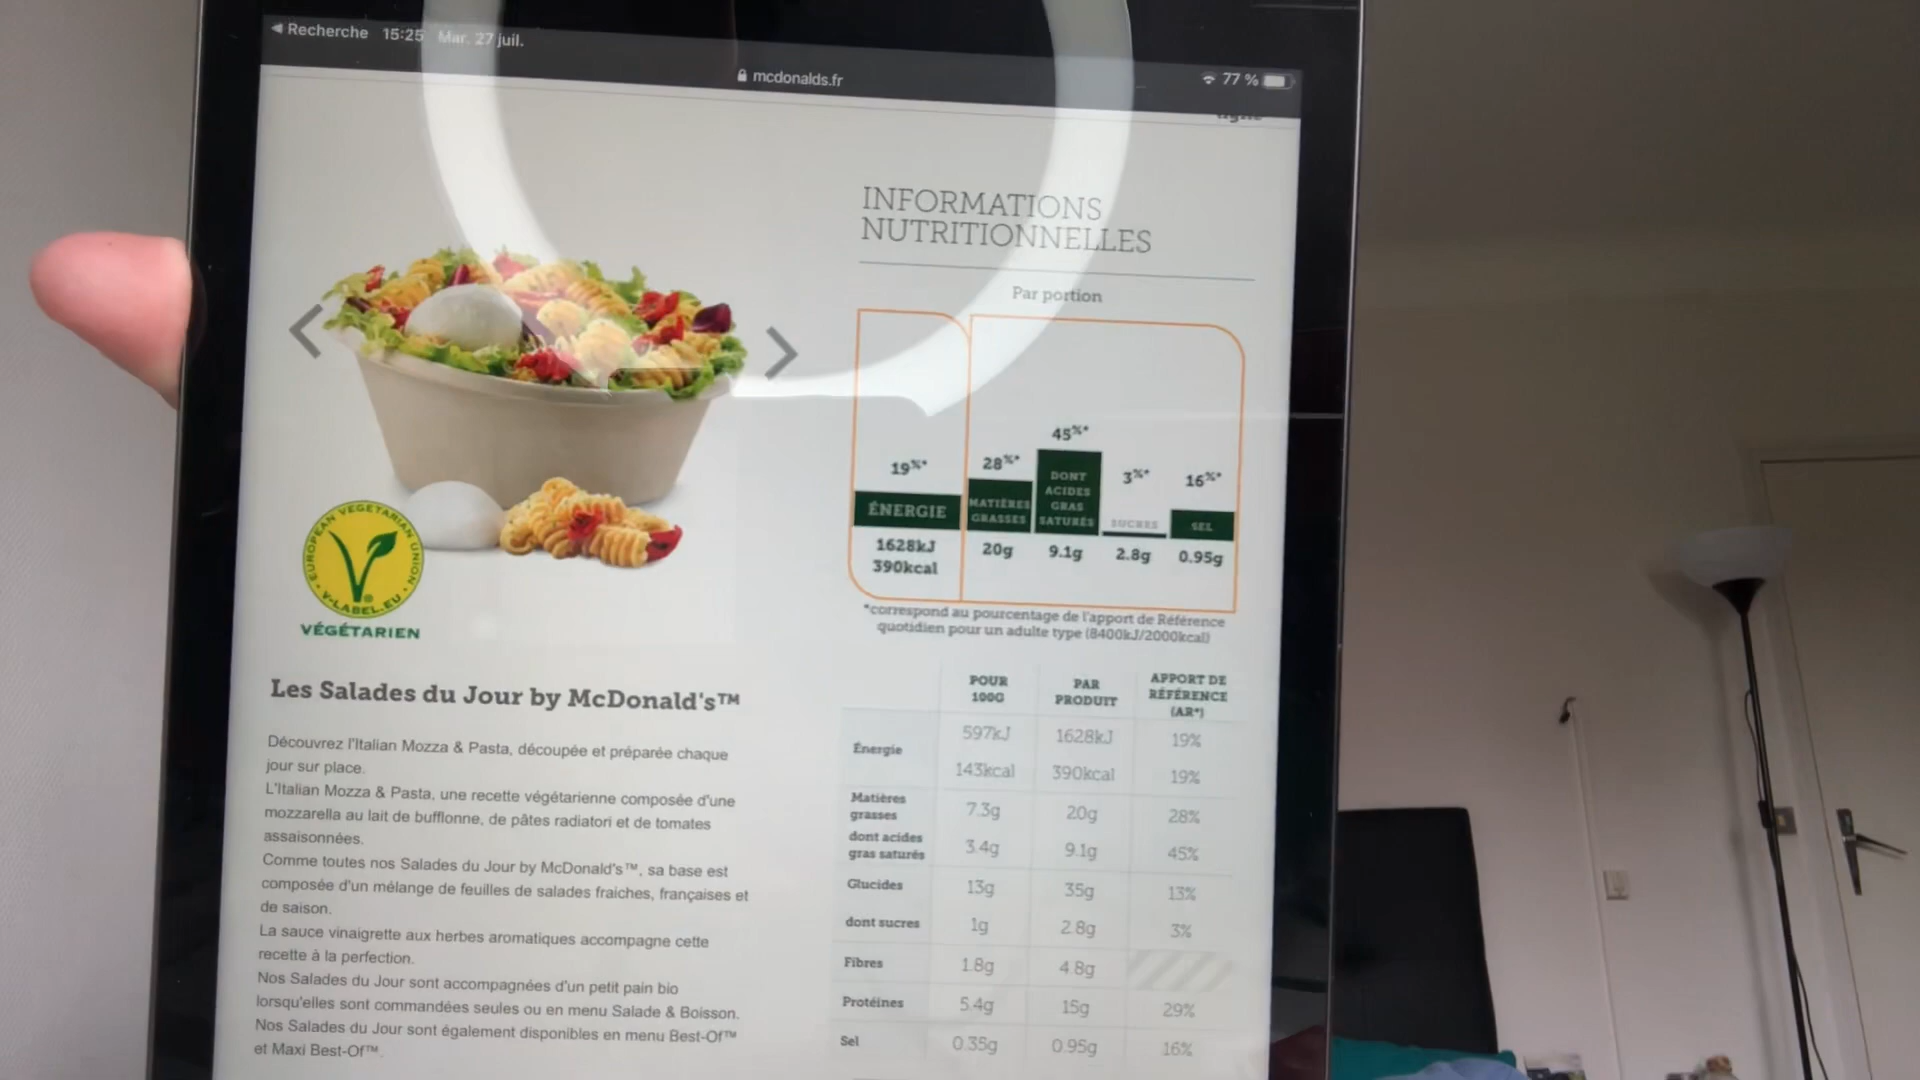 Recherche 15:25 Mar. 27 juil.
mcdonalds.fr
77 %
INFORMATIONS
NUTRITIONNELLES
Par portion
19%* 28%* 45%* 3%* 16%*
ÉNERGIE
MATIÈRES
GRASSES
DONT
ACIDES
GRAS
SATURÉS
SUCRES
SEL
1628kJ
390kcal
20g 9.1g 2.8g 0.95g
*correspond au pourcentage de l'apport de Référence
quotidien pour un adulte type (8400kJ/2000kcal)
EUROPEAN VEGETARIAN UNION
V-LABEL.EU
VÉGÉTARIEN
Les Salades du Jour by McDonald's™
Découvrez l'Italian Mozza & Pasta, découpée et préparée chaque
jour sur place.
L'Italian Mozza & Pasta, une recette végétarienne composée d'une
mozzarella au lait de bufflonne, de pâtes radiatori et de tomates
assaisonnées.
Comme toutes nos Salades du Jour by McDonald's™, sa base est
composée d'un mélange de feuilles de salades fraiches, françaises et
de saison.
La sauce vinaigrette aux herbes aromatiques accompagne cette
recette à la perfection.
Nos Salades du Jour sont accompagnées d'un petit pain bio
lorsqu'elles sont commandées seules ou en menu Salade & Boisson.
Nos Salades du Jour sont également disponibles en menu Best-Of™
et Maxi Best-Of™.
POUR
100G
PAR
PRODUIT
APPORT DE
RÉFÉRENCE
(AR*)
Énergie 597kJ 1628kJ 19%
143kcal 390kcal 19%
Matières
grasses 7.3g 20g 28%
dont acides
gras saturés 3.4g 9.1g 45%
Glucides 13g 35g 13%
dont sucres 1g 2.8g 3%
Fibres 1.8g 4.8g
Protéines 5.4g 15g 29%
Sel 0.35g 0.95g 16%